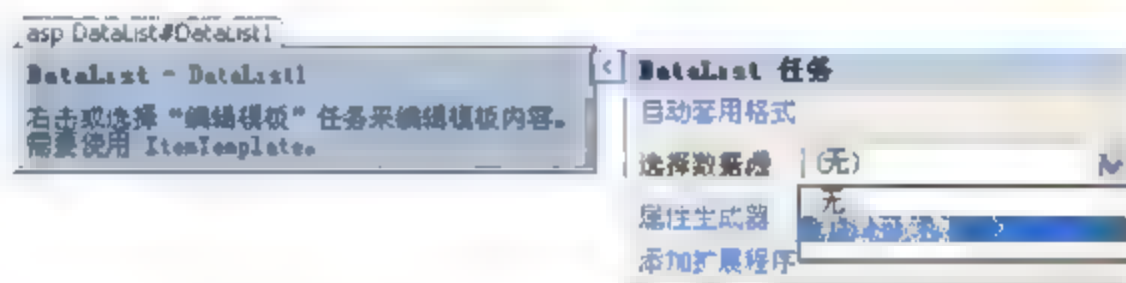 asp DataList#DataList1
DataList - DataList1
右击或选择“编辑模板”任务来编辑模板内容。
需要使用 ItemTemplate。
DataList 任务
自动套用格式
选择数据源 (无)
无
属性生成器
添加扩展程序